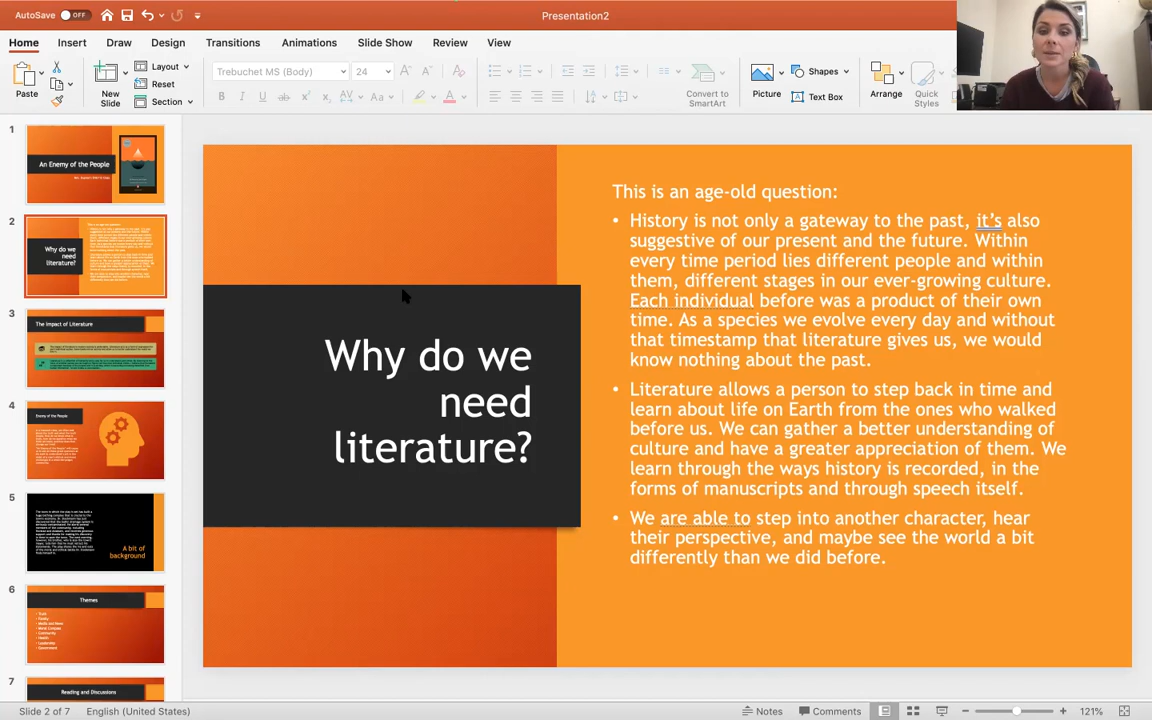 AutoSave OFF
Presentation2
Home Insert Draw Design Transitions Animations Slide Show Review View
Paste
New
Slide
Layout
Reset
Section
Trebuchet MS (Body) 24
Convert to
SmartArt
Picture
Shapes
Text Box
Arrange
Quick
Styles
1
An Enemy of the People
2
Why do we
need
literature?
3
The Impact of Literature
4
Enemy of the People
5
A bit of
background
6
Themes
7
Reading and Discussions
Why do we
need
literature?
This is an age-old question:
• History is not only a gateway to the past, it's also
suggestive of our present and the future. Within
every time period lies different people and within
them, different stages in our ever-growing culture.
Each individual before was a product of their own
time. As a species we evolve every day and without
that timestamp that literature gives us, we would
know nothing about the past.
• Literature allows a person to step back in time and
learn about life on Earth from the ones who walked
before us. We can gather a better understanding of
culture and have a greater appreciation of them. We
learn through the ways history is recorded, in the
forms of manuscripts and through speech itself.
• We are able to step into another character, hear
their perspective, and maybe see the world a bit
differently than we did before.
Slide 2 of 7 English (United States)
Notes Comments 121%